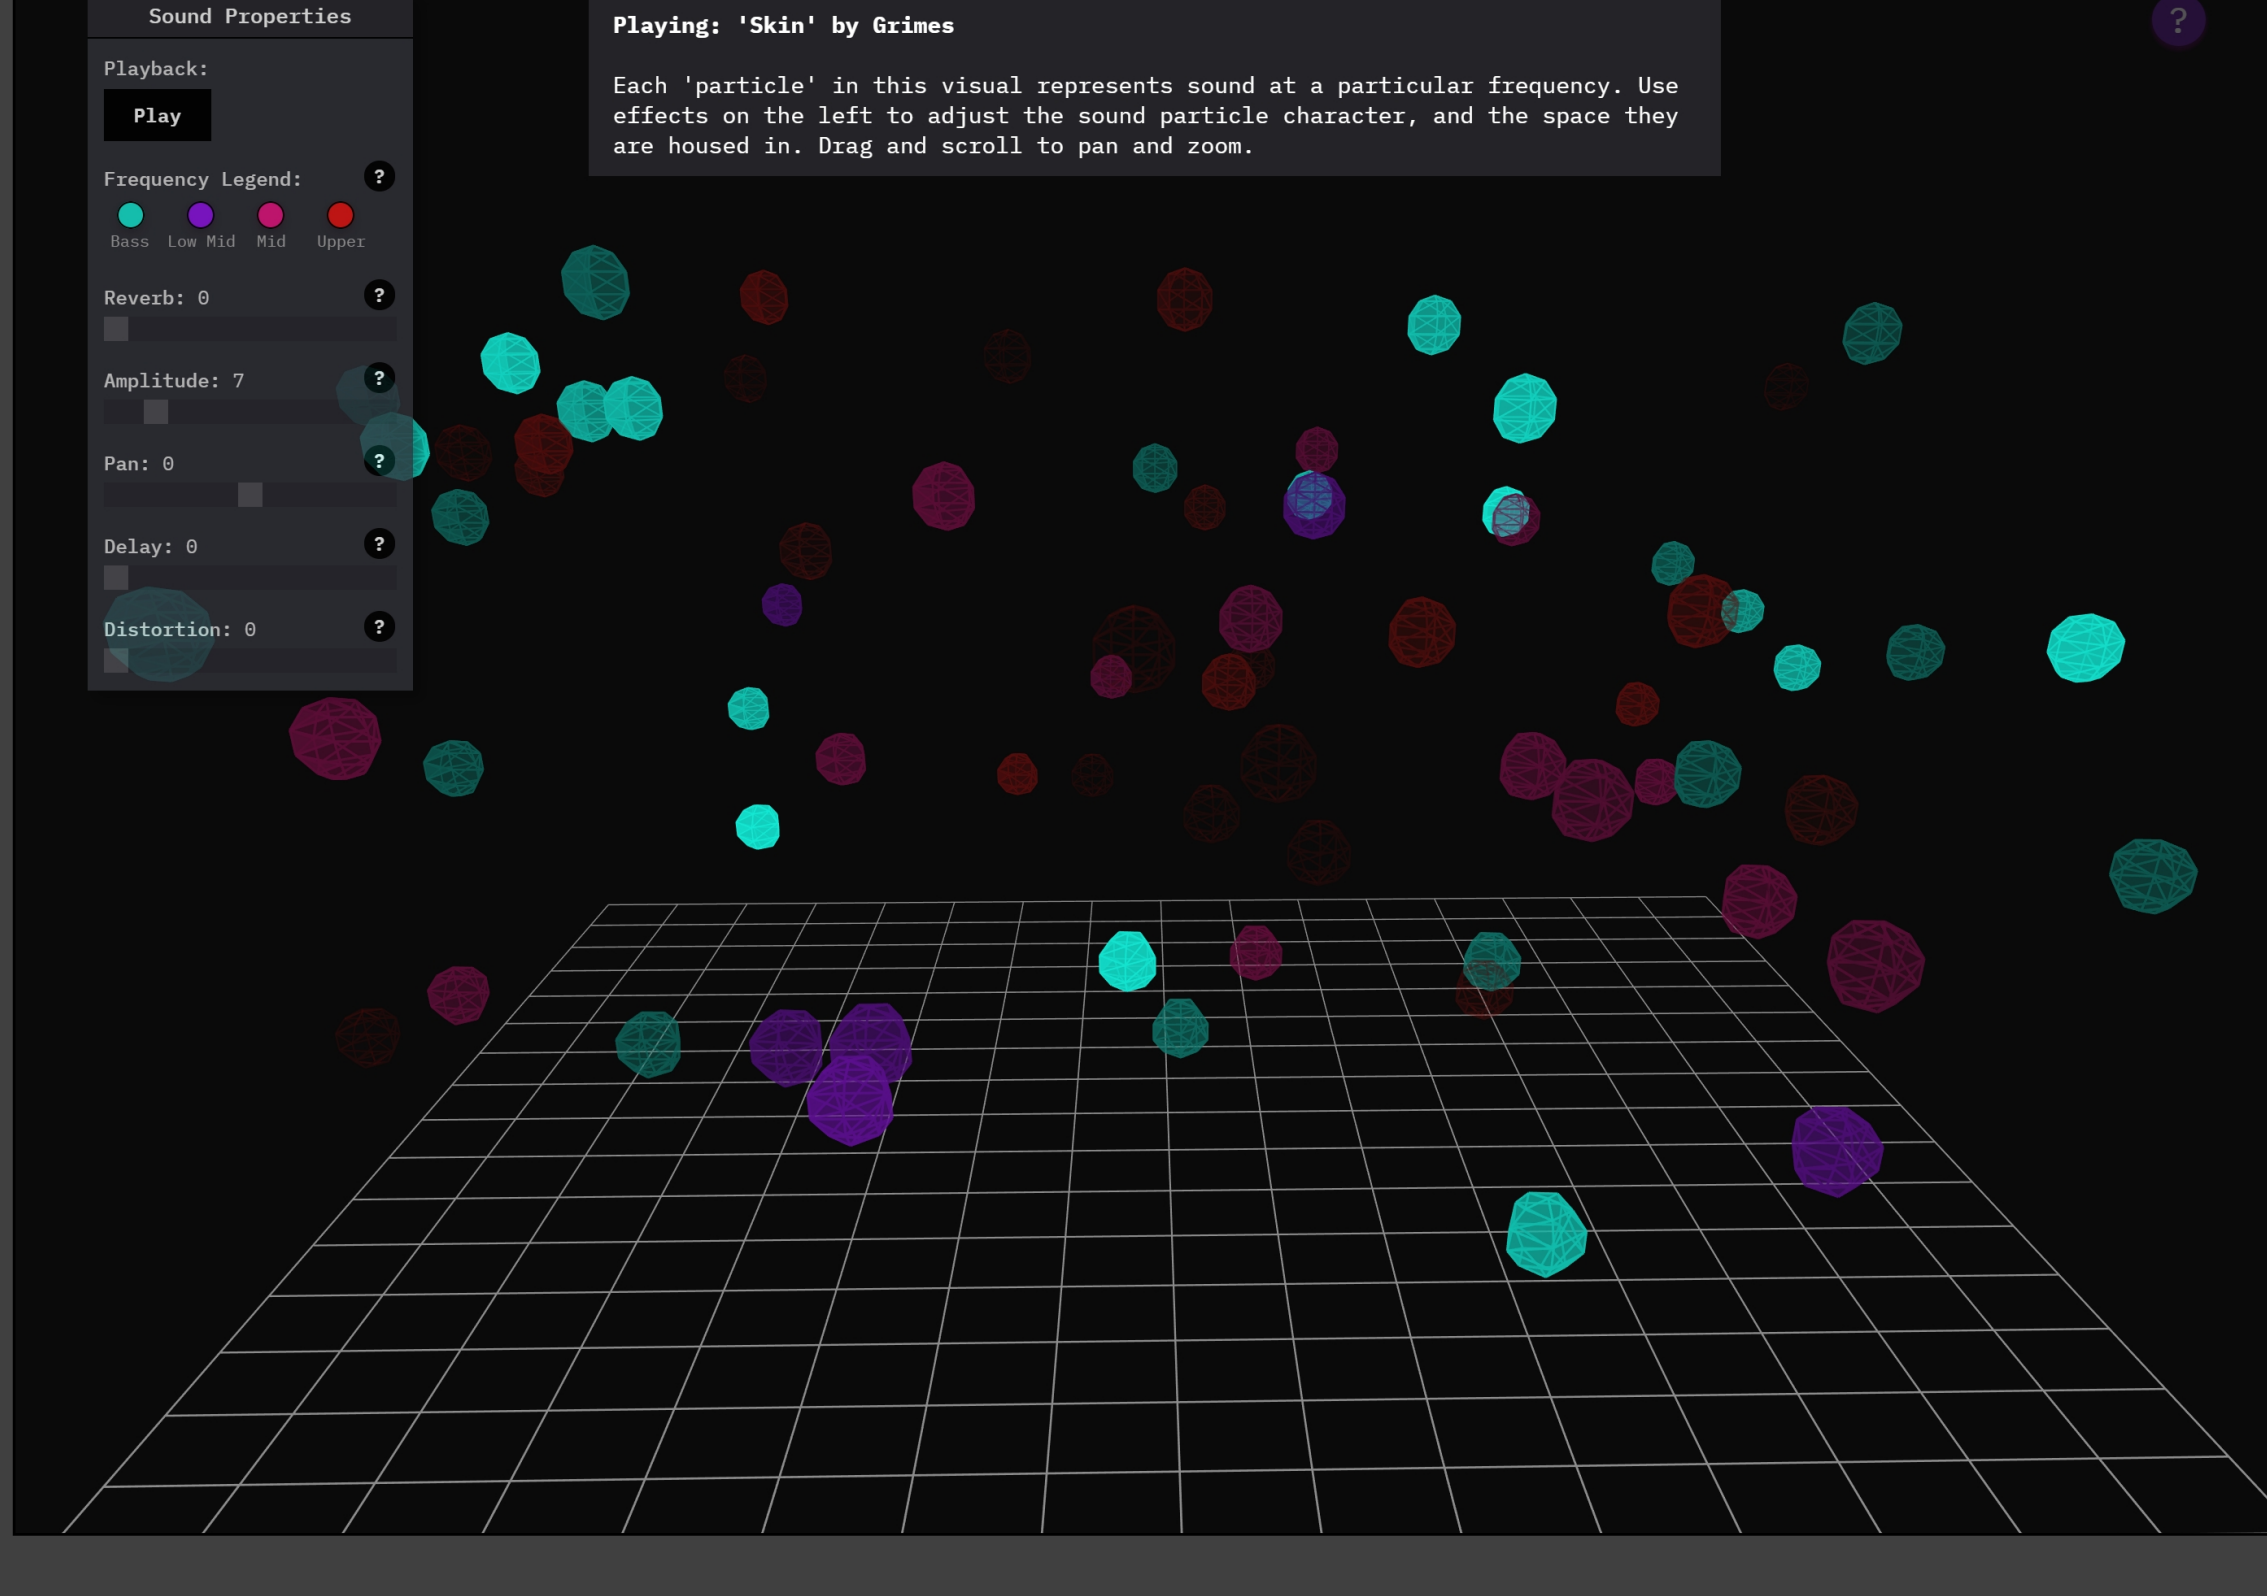 Sound Properties
Playing: 'Skin' by Grimes
?
Each 'particle' in this visual represents sound at a particular frequency. Use
effects on the left to adjust the sound particle character, and the space they
are housed in. Drag and scroll to pan and zoom.
Playback:
Play
Frequency Legend: ?
Bass Low Mid Mid Upper
Reverb: 0 ?
Amplitude: 7 ?
Pan: 0 ?
Delay: 0 ?
Distortion: 0 ?